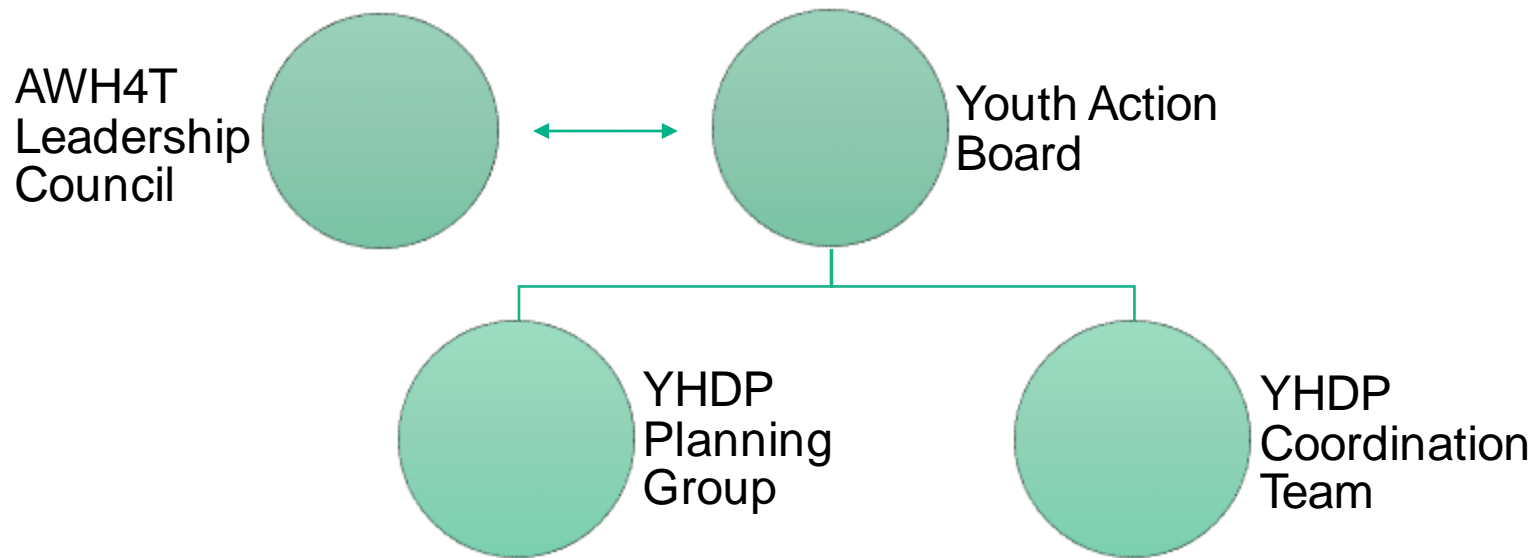 AWH4T
Leadership
Council
Youth Action
Board
YHDP
Planning
Group
YHDP
Coordination
Team